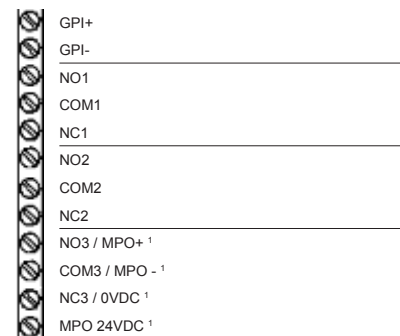 GPI+
GPI-
NO1
COM1
NC1
NO2
COM2
NC2
NO3 / MPO+ ¹
COM3 / MPO - ¹
NC3 / 0VDC ¹
MPO 24VDC ¹